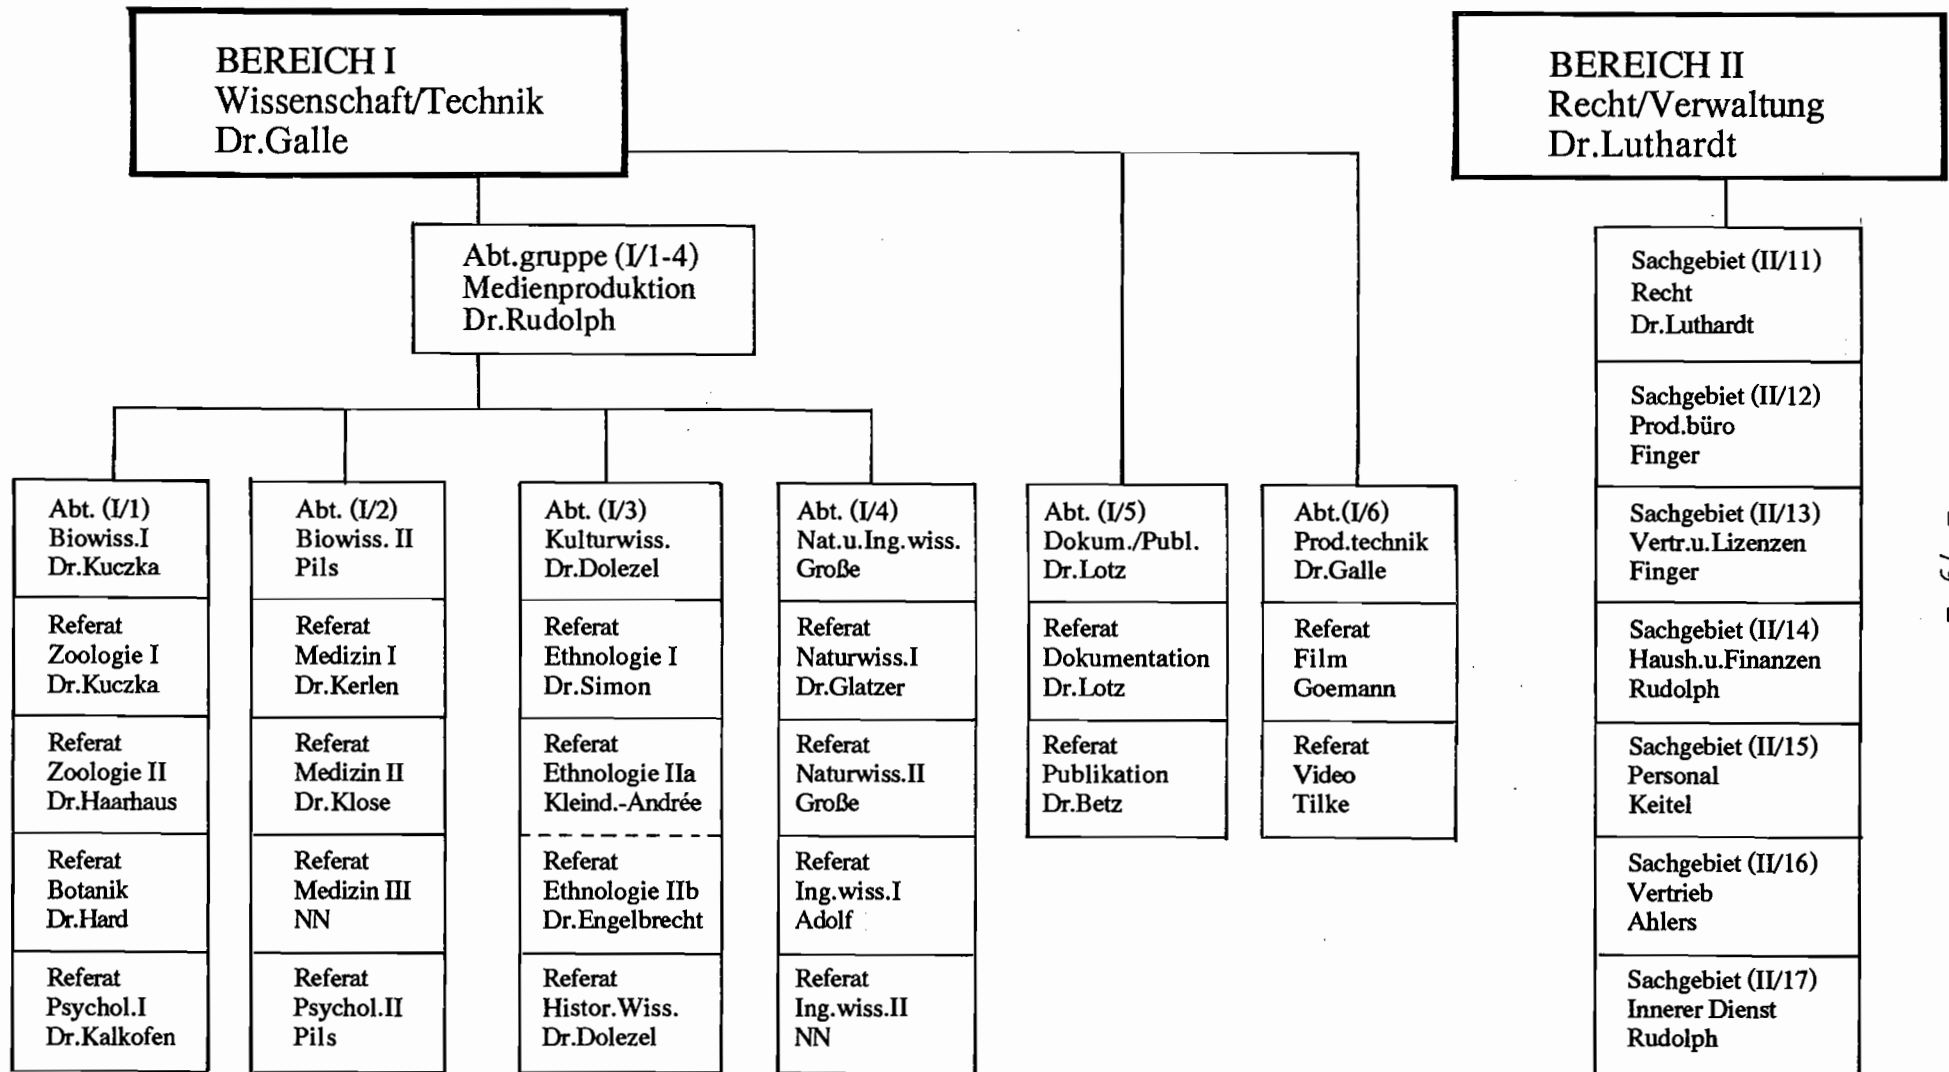 BEREICH I
Wissenschaft/Technik
Dr.Galle
BEREICH II
Recht/Verwaltung
Dr.Luthardt
Abt.gruppe (I/1-4)
Medienproduktion
Dr.Rudolph
Abt. (I/1)
Biowiss.I
Dr.Kuczka
Referat
Zoologie I
Dr.Kuczka
Referat
Zoologie II
Dr.Haarhaus
Referat
Botanik
Dr.Hard
Referat
Psychol.I
Dr.Kalkofen
Abt. (I/2)
Biowiss. II
Pils
Referat
Medizin I
Dr.Kerlen
Referat
Medizin II
Dr.Klose
Referat
Medizin III
NN
Referat
Psychol.II
Pils
Abt. (I/3)
Kulturwiss.
Dr.Dolezel
Referat
Ethnologie I
Dr.Simon
Referat
Ethnologie IIa
Kleind.-Andrée
Referat
Ethnologie IIb
Dr.Engelbrecht
Referat
Histor.Wiss.
Dr.Dolezel
Abt. (I/4)
Nat.u.Ing.wiss.
Große
Referat
Naturwiss.I
Dr.Glatzer
Referat
Naturwiss.II
Große
Referat
Ing.wiss.I
Adolf
Referat
Ing.wiss.II
NN
Abt. (I/5)
Dokum./Publ.
Dr.Lotz
Referat
Dokumentation
Dr.Lotz
Referat
Publikation
Dr.Betz
Abt.(I/6)
Prod.technik
Dr.Galle
Referat
Film
Goemann
Referat
Video
Tilke
Sachgebiet (II/11)
Recht
Dr.Luthardt
Sachgebiet (II/12)
Prod.büro
Finger
Sachgebiet (II/13)
Vertr.u.Lizenzen
Finger
Sachgebiet (II/14)
Haush.u.Finanzen
Rudolph
Sachgebiet (II/15)
Personal
Keitel
Sachgebiet (II/16)
Vertrieb
Ahlers
Sachgebiet (II/17)
Innerer Dienst
Rudolph